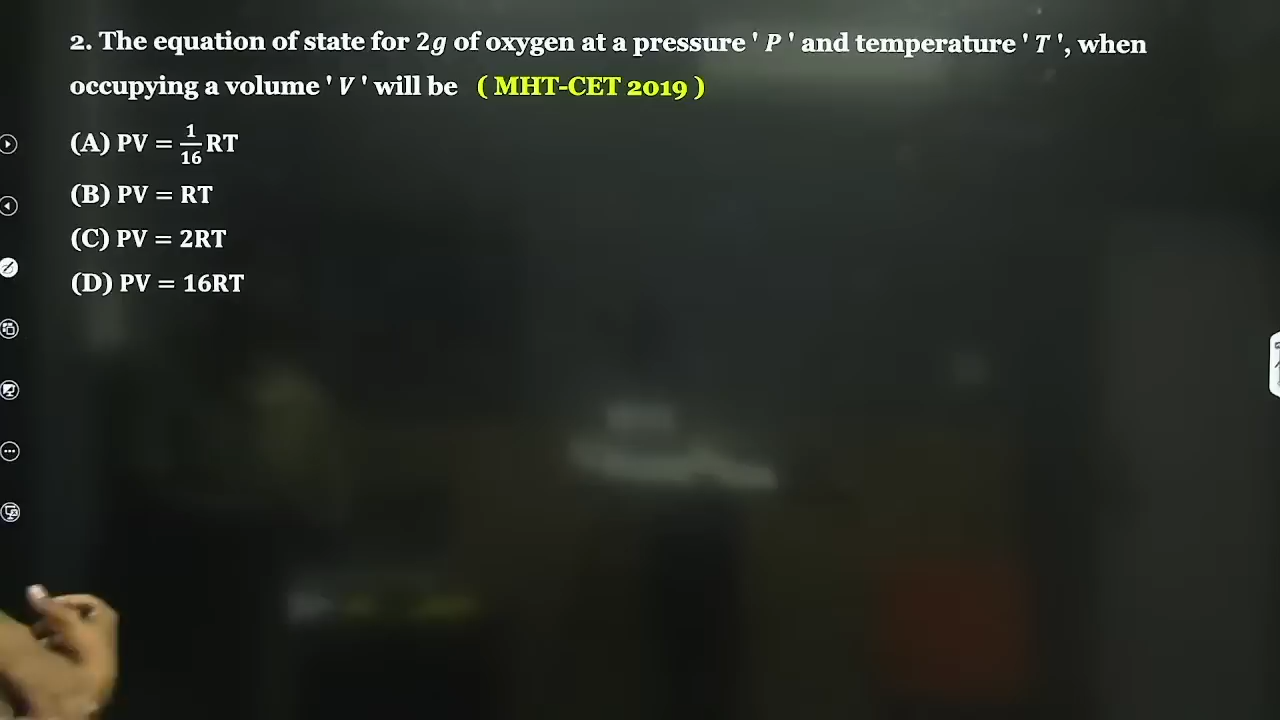 2. The equation of state for 2g of oxygen at a pressure ' P ' and temperature ' T ', when
occupying a volume ' V ' will be ( MHT-CET 2019 )
(A) PV = 1/16 RT
(B) PV = RT
(C) PV = 2RT
(D) PV = 16RT